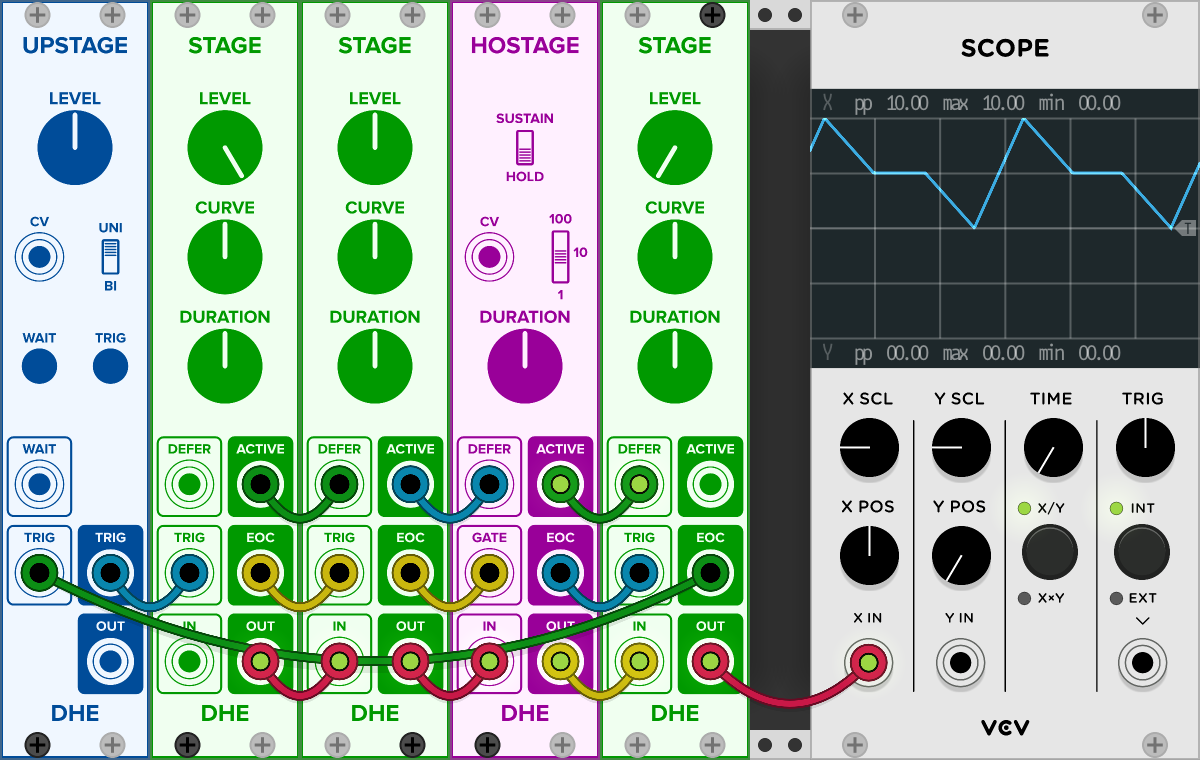 UPSTAGE
LEVEL
CV
UNI
BI
WAIT TRIG
WAIT
TRIG TRIG
OUT
DHE
STAGE
LEVEL
CURVE
DURATION
DEFER ACTIVE
TRIG EOC
IN OUT
DHE
STAGE
LEVEL
CURVE
DURATION
DEFER ACTIVE
TRIG EOC
IN OUT
DHE
HOSTAGE
SUSTAIN
HOLD
CV
100
10
1
DURATION
DEFER ACTIVE
GATE EOC
IN OUT
DHE
STAGE
LEVEL
CURVE
DURATION
DEFER ACTIVE
TRIG EOC
IN OUT
DHE
SCOPE
X pp 10.00 max 10.00 min 00.00
T
Y pp 00.00 max 00.00 min 00.00
X SCL Y SCL TIME TRIG
X POS Y POS X/Y INT
X×Y EXT
X IN Y IN
VCV